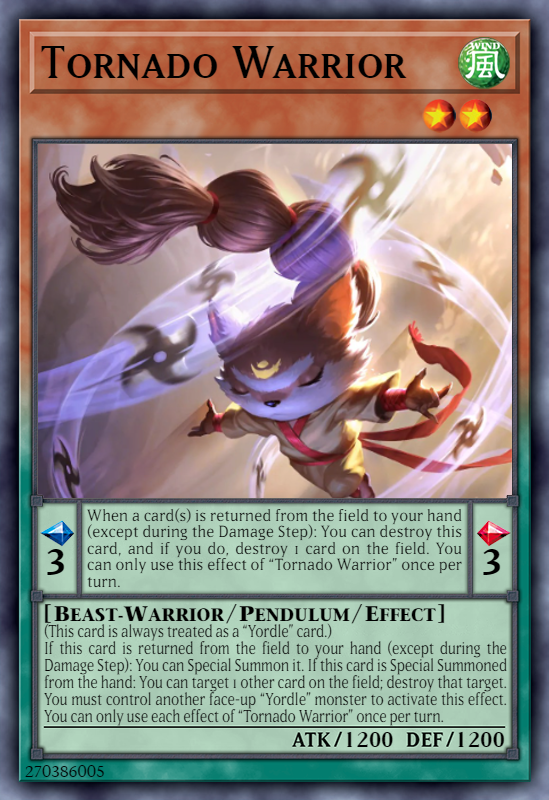 Tornado Warrior
WIND
風
When a card(s) is returned from the field to your hand
(except during the Damage Step): You can destroy this
card, and if you do, destroy 1 card on the field. You
can only use this effect of “Tornado Warrior” once per
turn.
3
3
[Beast-Warrior/Pendulum/Effect]
(This card is always treated as a “Yordle” card.)
If this card is returned from the field to your hand (except during the
Damage Step): You can Special Summon it. If this card is Special Summoned
from the hand: You can target 1 other card on the field; destroy that target.
You must control another face-up “Yordle” monster to activate this effect.
You can only use each effect of “Tornado Warrior” once per turn.
ATK/1200 DEF/1200
270386005